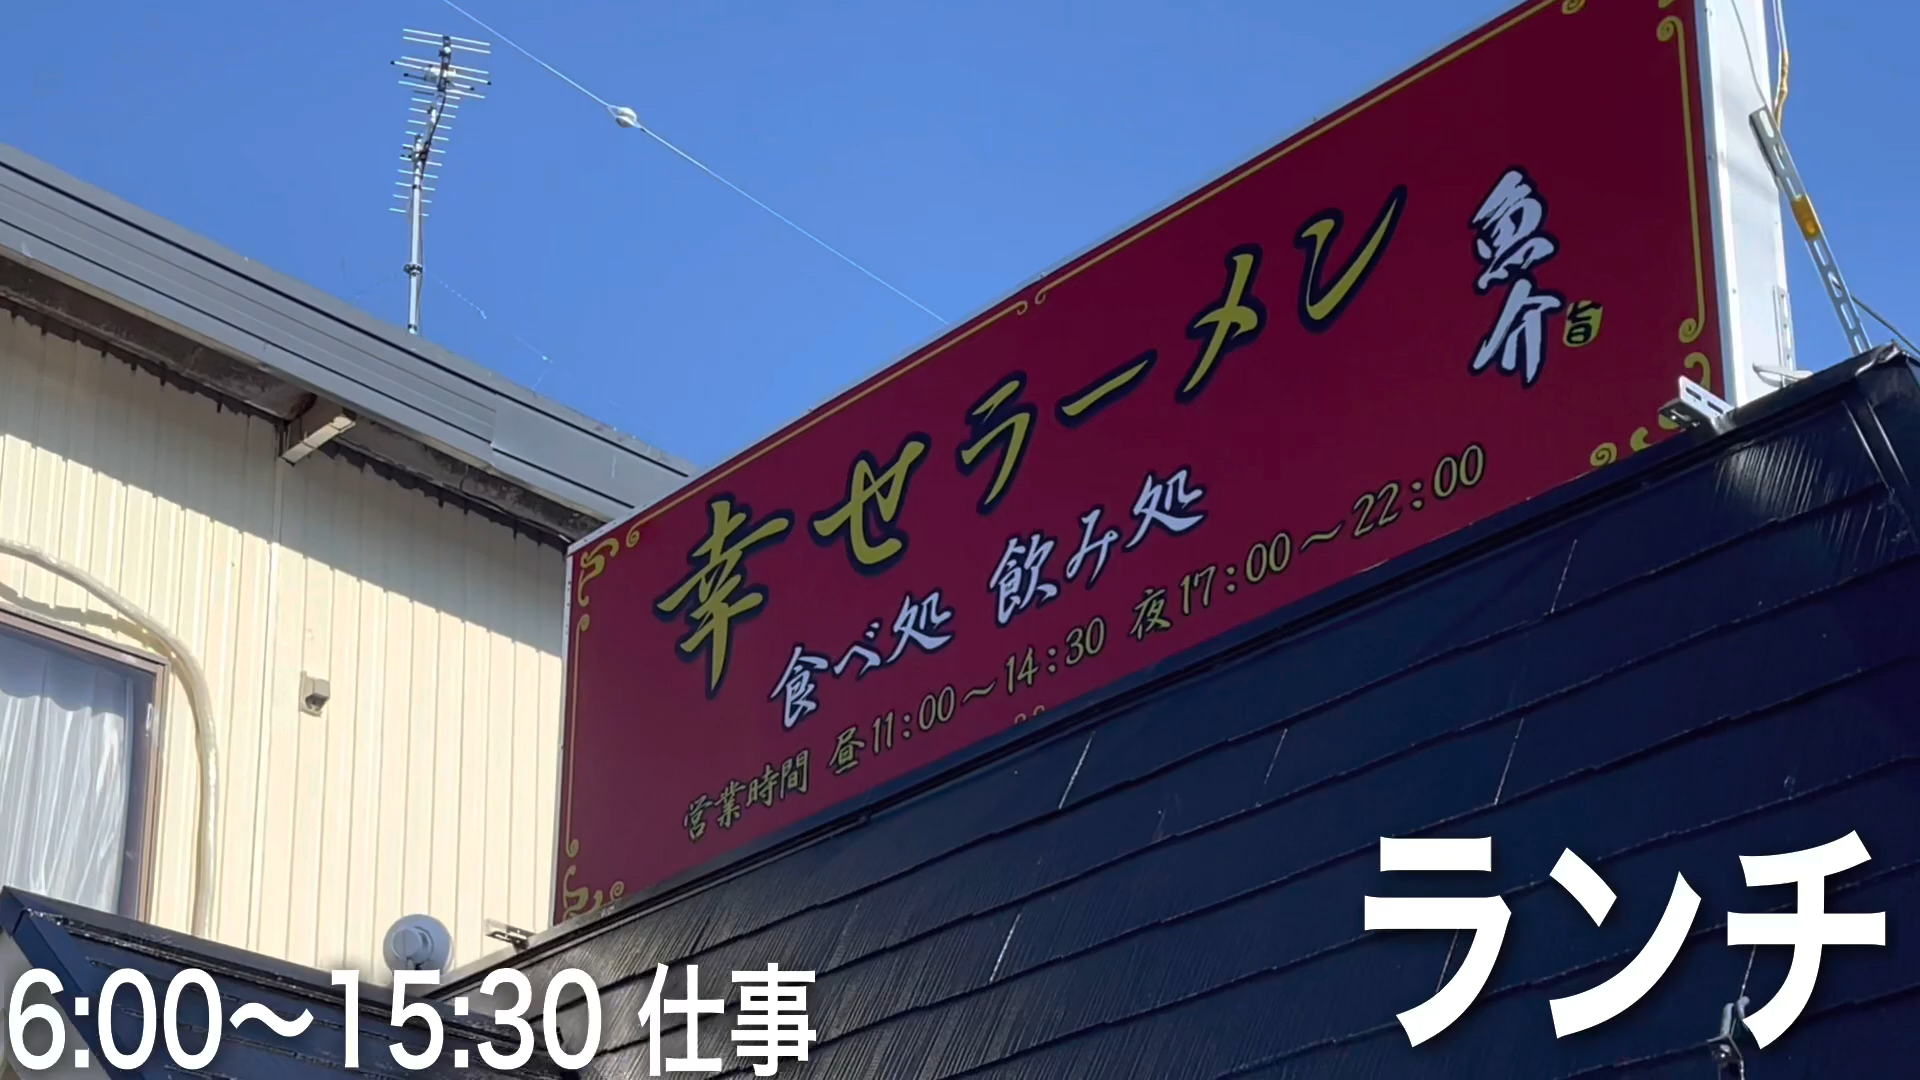 幸せラーメン
魚介
旨
食べ処 飲み処
営業時間 昼11:00～14:30 夜17:00～22:00
ランチ
6:00〜15:30 仕事